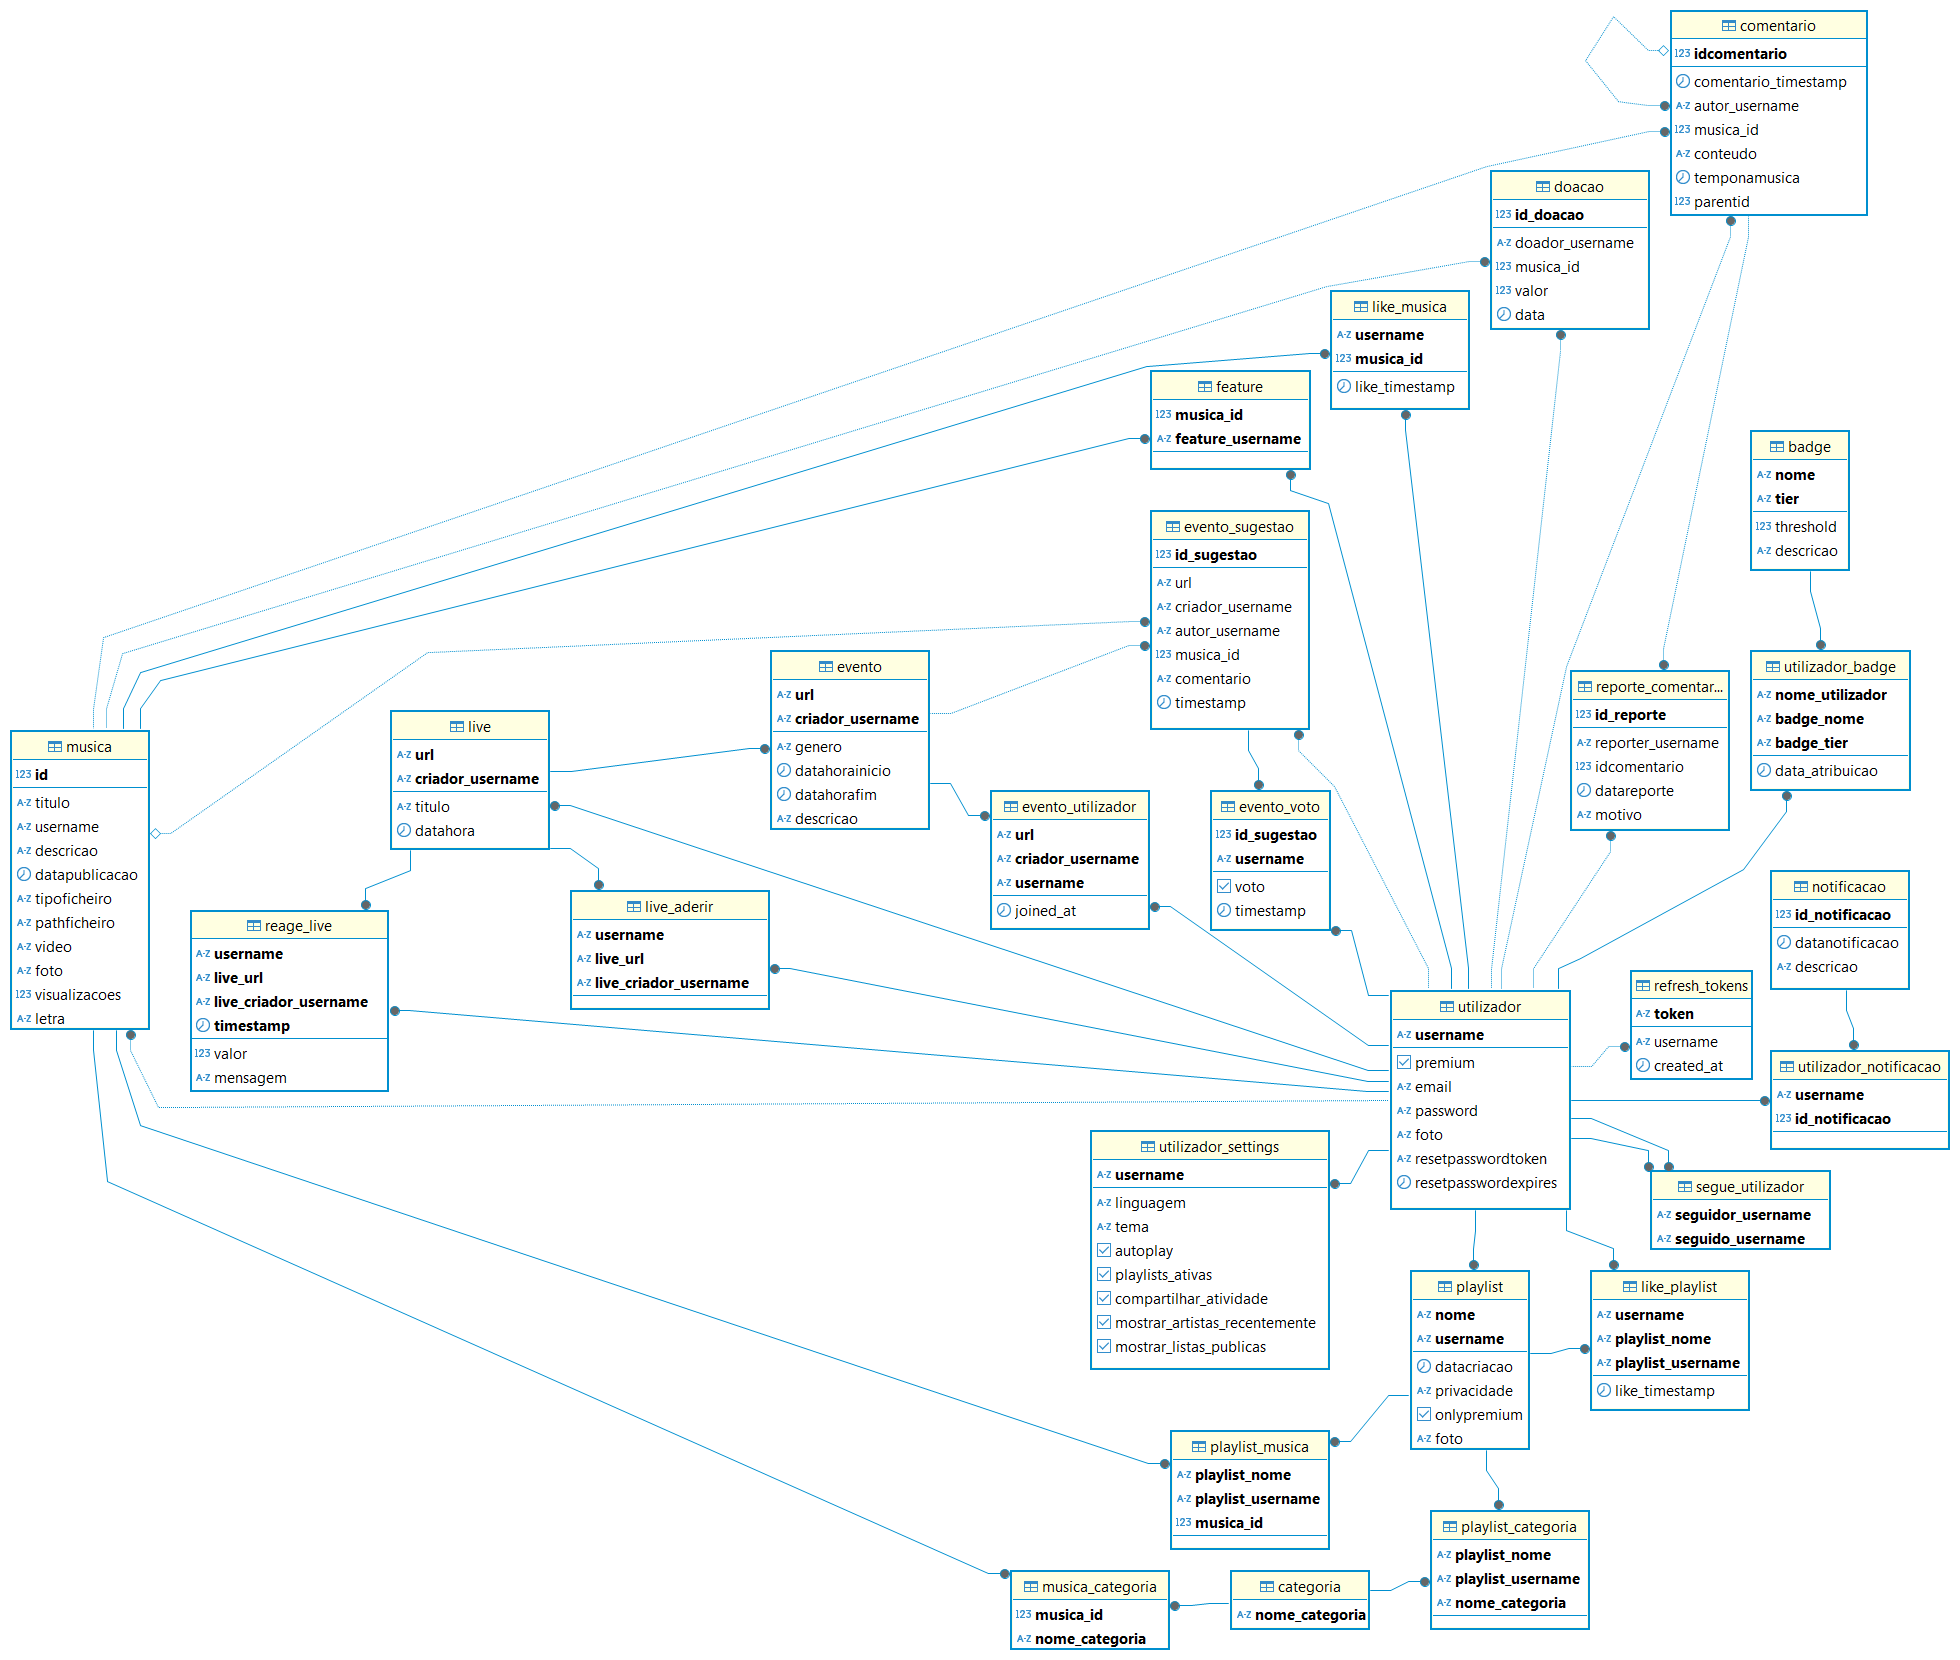 comentario
123 idcomentario
comentario_timestamp
A-Z autor_username
123 musica_id
A-Z conteudo
temponamusica
123 parentid
doacao
123 id_doacao
A-Z doador_username
123 musica_id
123 valor
data
like_musica
A-Z username
123 musica_id
like_timestamp
feature
123 musica_id
A-Z feature_username
badge
A-Z nome
A-Z tier
123 threshold
A-Z descricao
evento_sugestao
123 id_sugestao
A-Z url
A-Z criador_username
A-Z autor_username
123 musica_id
A-Z comentario
timestamp
evento
A-Z url
A-Z criador_username
A-Z genero
datahorainicio
datahorafim
A-Z descricao
utilizador_badge
A-Z nome_utilizador
A-Z badge_nome
A-Z badge_tier
data_atribuicao
reporte_comentar...
123 id_reporte
A-Z reporter_username
123 idcomentario
datareporte
A-Z motivo
live
A-Z url
A-Z criador_username
A-Z titulo
datahora
musica
123 id
A-Z titulo
A-Z username
A-Z descricao
datapublicacao
A-Z tipoficheiro
A-Z pathficheiro
A-Z video
A-Z foto
123 visualizacoes
A-Z letra
evento_utilizador
A-Z url
A-Z criador_username
A-Z username
joined_at
evento_voto
123 id_sugestao
A-Z username
voto
timestamp
notificacao
123 id_notificacao
datanotificacao
A-Z descricao
live_aderir
A-Z username
A-Z live_url
A-Z live_criador_username
reage_live
A-Z username
A-Z live_url
A-Z live_criador_username
timestamp
123 valor
A-Z mensagem
refresh_tokens
A-Z token
A-Z username
created_at
utilizador
A-Z username
premium
A-Z email
A-Z password
A-Z foto
A-Z resetpasswordtoken
resetpasswordexpires
utilizador_notificacao
A-Z username
123 id_notificacao
utilizador_settings
A-Z username
A-Z linguagem
A-Z tema
autoplay
playlists_ativas
compartilhar_atividade
mostrar_artistas_recentemente
mostrar_listas_publicas
segue_utilizador
A-Z seguidor_username
A-Z seguido_username
playlist
A-Z nome
A-Z username
datacriacao
A-Z privacidade
onlypremium
A-Z foto
like_playlist
A-Z username
A-Z playlist_nome
A-Z playlist_username
like_timestamp
playlist_musica
A-Z playlist_nome
A-Z playlist_username
123 musica_id
playlist_categoria
A-Z playlist_nome
A-Z playlist_username
A-Z nome_categoria
musica_categoria
123 musica_id
A-Z nome_categoria
categoria
A-Z nome_categoria